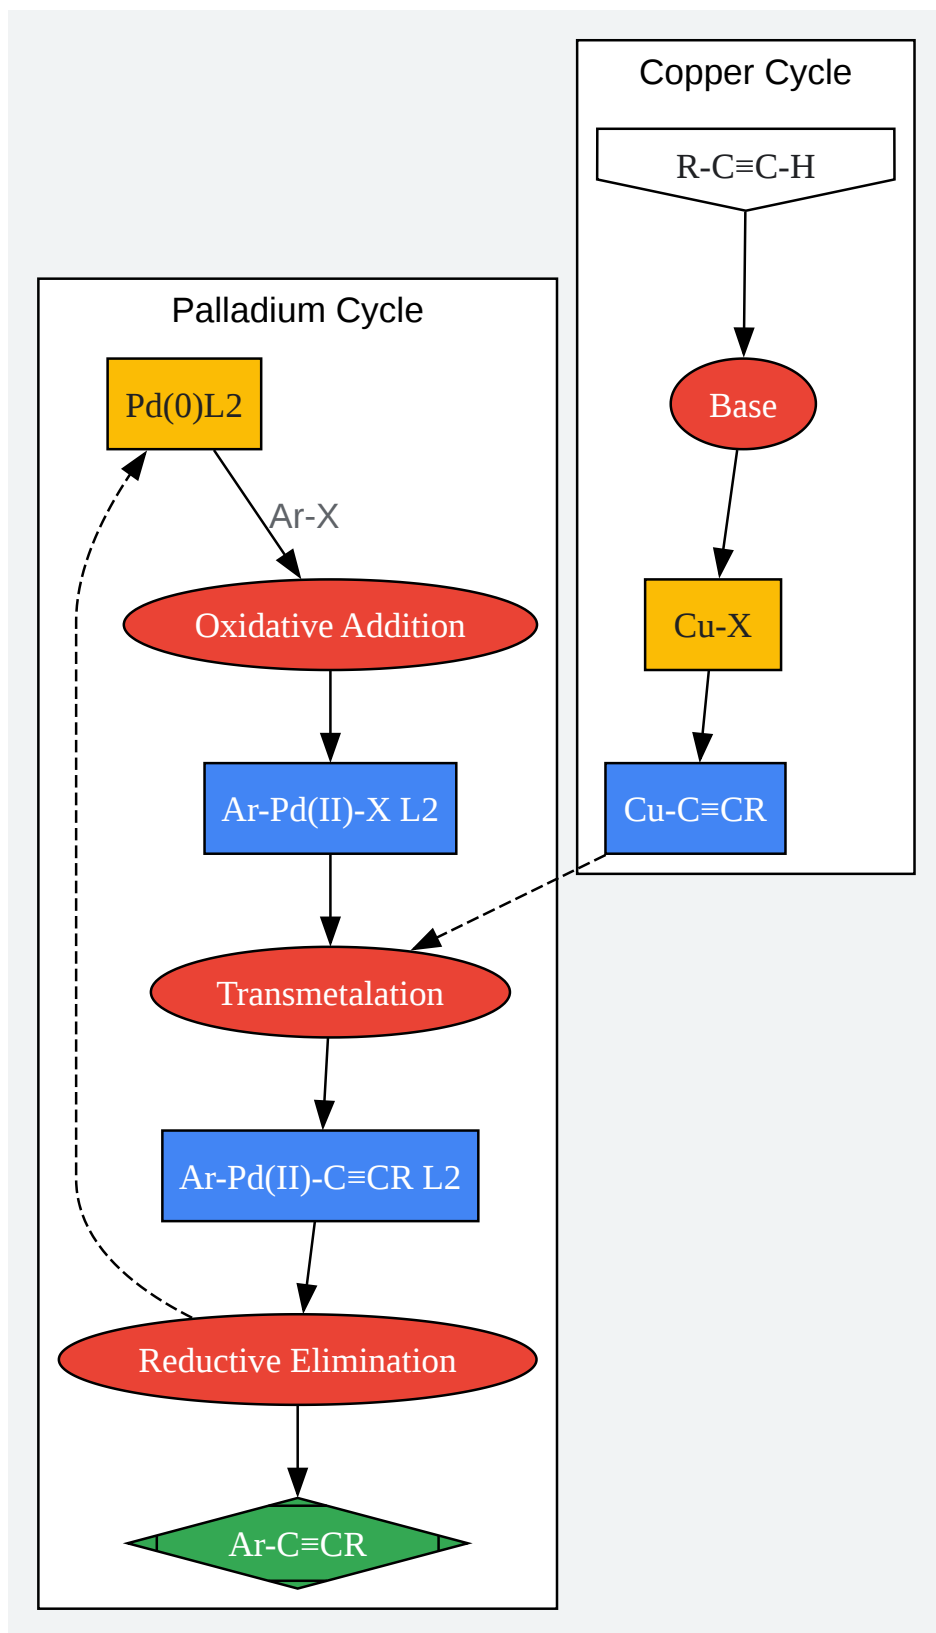 Copper Cycle
R-C≡C-H
Palladium Cycle
Pd(0)L2
Base
Ar-X
Oxidative Addition
Cu-X
Ar-Pd(II)-X L2
Cu-C≡CR
Transmetalation
Ar-Pd(II)-C≡CR L2
Reductive Elimination
Ar-C≡CR